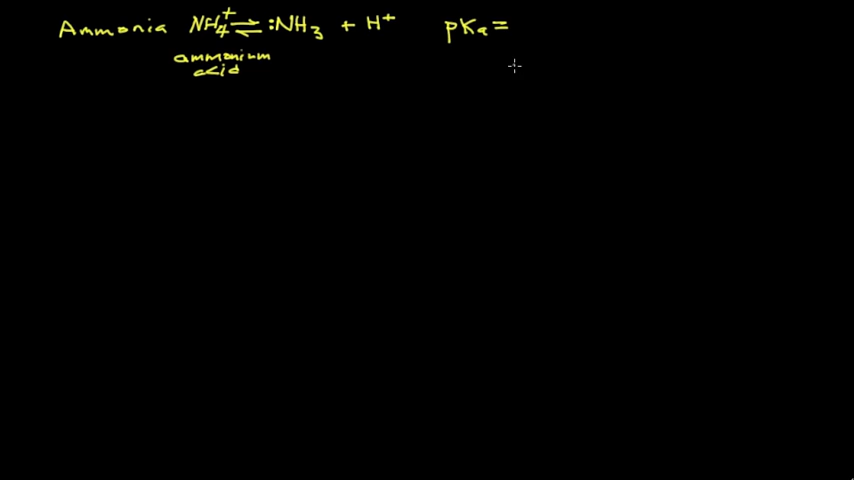 Ammonia NH4+ ⇌ :NH3 + H+ pKa =
ammonium
acid